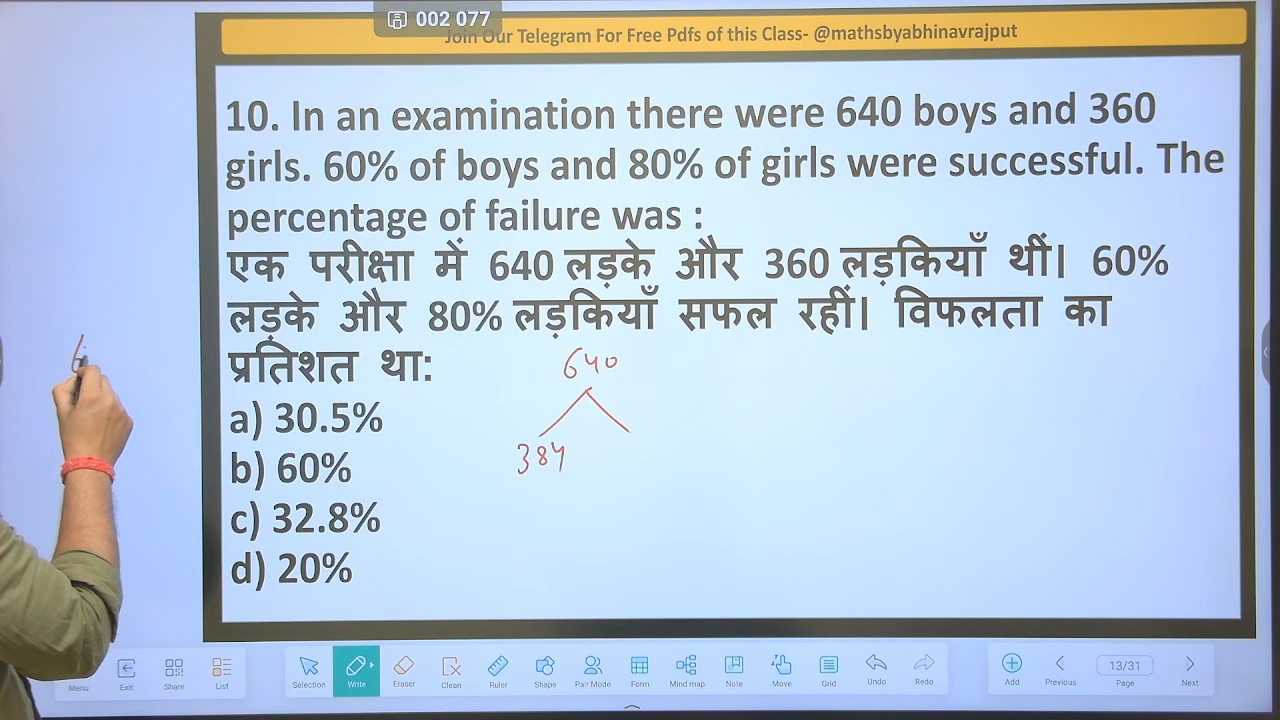 002 077
Join Our Telegram For Free Pdfs of this Class- @mathsbyabhinavrajput
10. In an examination there were 640 boys and 360
girls. 60% of boys and 80% of girls were successful. The
percentage of failure was :
एक परीक्षा में 640 लड़के और 360 लड़कियाँ थीं। 60%
लड़के और 80% लड़कियाँ सफल रहीं। विफलता का
प्रतिशत था:
640
a) 30.5%
384
b) 60%
c) 32.8%
d) 20%
Menu Exit Share List Selection Write Eraser Clean Ruler Shape Pair Mode Form Mind map Note Move Grid Undo Redo Add Previous 13/31 Page Next